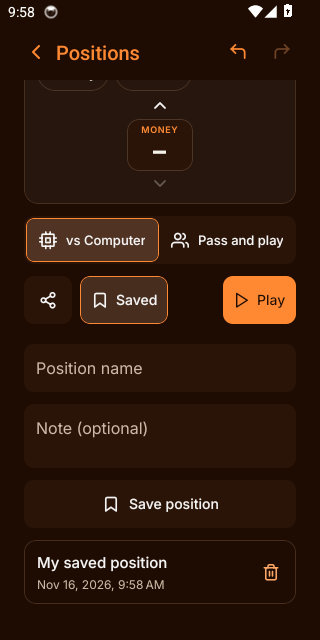 9:58
Positions
MONEY
–
vs Computer
Pass and play
Saved
Play
Position name
Note (optional)
Save position
My saved position
Nov 16, 2026, 9:58 AM